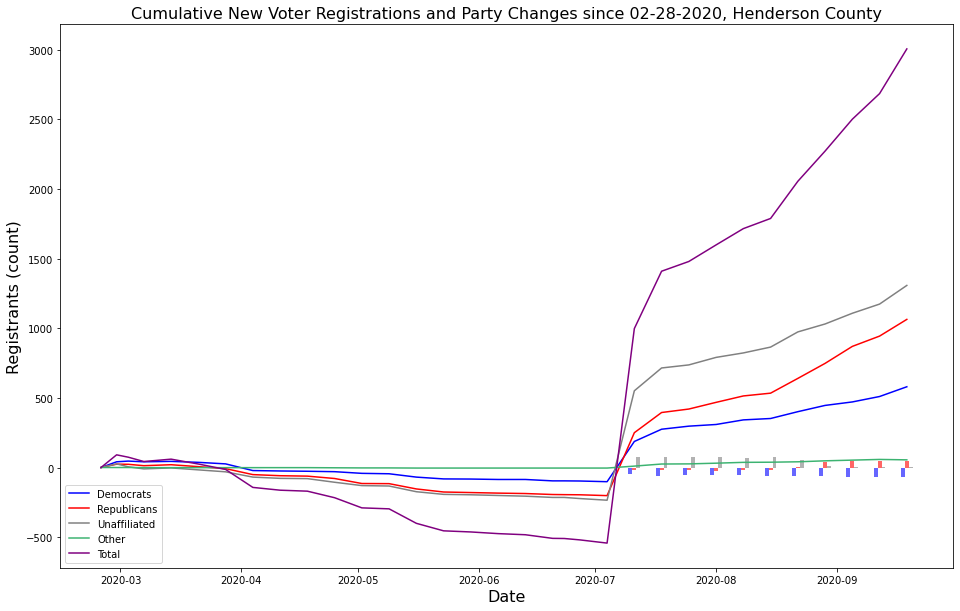 Cumulative New Voter Registrations and Party Changes since 02-28-2020, Henderson County
Registrants (count)
3000
2500
2000
1500
1000
500
0
−500
Democrats
Republicans
Unaffiliated
Other
Total
2020-03 2020-04 2020-05 2020-06 2020-07 2020-08 2020-09
Date